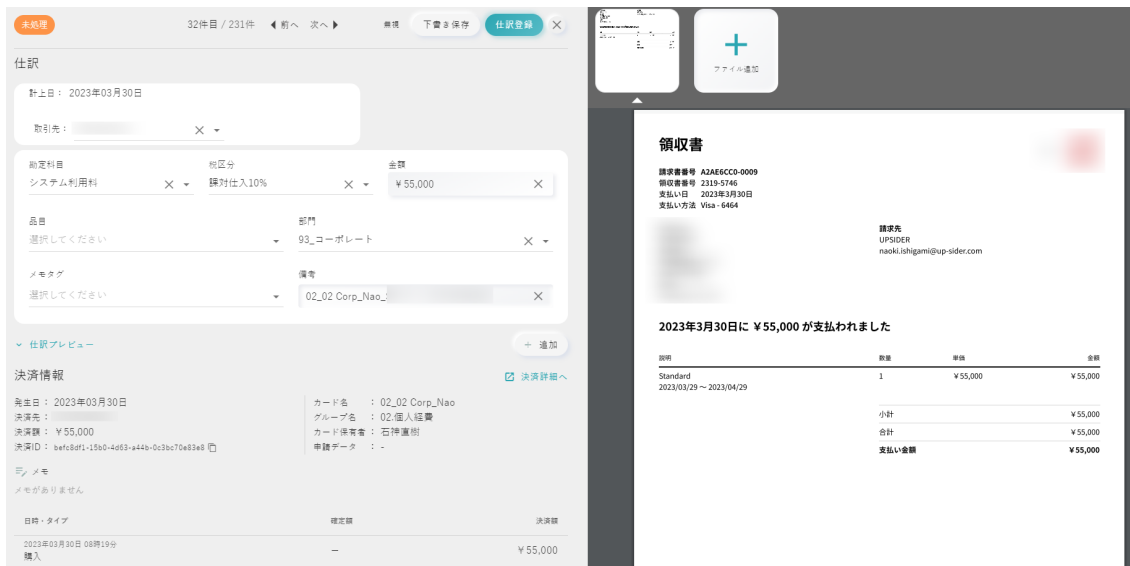 未処理
32件目 / 231件
前へ
次へ
無視
下書き保存
仕訳登録
仕訳
計上日： 2023年03月30日
取引先：
勘定科目
税区分
金額
システム利用料
課対仕入10%
￥55,000
品目
部門
選択してください
93_コーポレート
メモタグ
備考
選択してください
02_02 Corp_Nao_
仕訳プレビュー
＋ 追加
決済情報
決済詳細へ
発生日： 2023年03月30日
決済先：
決済額： ￥55,000
決済ID： befc8df1-15b0-4d63-a44b-0c3bc70e83e8
カード名 ： 02_02 Corp_Nao
グループ名 ： 02.個人経費
カード保有者 ： 石神直樹
申請データ ： -
メモ
メモがありません
日時・タイプ
確定額
決済額
2023年03月30日 08時19分
購入
—
￥55,000
ファイル追加
領収書
請求書番号 A2AE6CC0-0009
領収書番号 2319-5746
支払い日 2023年3月30日
支払い方法 Visa - 6464
請求先
UPSIDER
naoki.ishigami@up-sider.com
2023年3月30日に ￥55,000 が支払われました
説明
数量
単価
金額
Standard
1
￥55,000
￥55,000
2023/03/29 ～ 2023/04/29
小計
￥55,000
合計
￥55,000
支払い金額
￥55,000